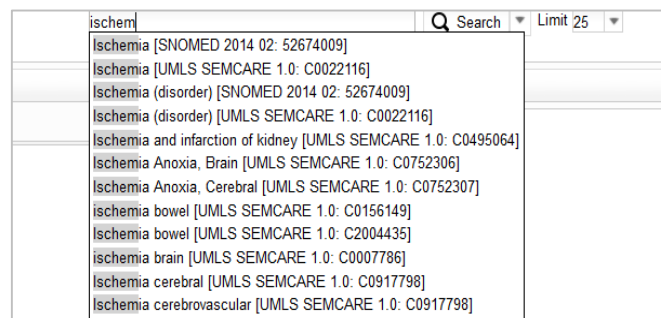 ischem Search Limit 25
Ischemia [SNOMED 2014 02: 52674009]
Ischemia [UMLS SEMCARE 1.0: C0022116]
Ischemia (disorder) [SNOMED 2014 02: 52674009]
Ischemia (disorder) [UMLS SEMCARE 1.0: C0022116]
Ischemia and infarction of kidney [UMLS SEMCARE 1.0: C0495064]
Ischemia Anoxia, Brain [UMLS SEMCARE 1.0: C0752306]
Ischemia Anoxia, Cerebral [UMLS SEMCARE 1.0: C0752307]
ischemia bowel [UMLS SEMCARE 1.0: C0156149]
Ischemia bowel [UMLS SEMCARE 1.0: C2004435]
ischemia brain [UMLS SEMCARE 1.0: C0007786]
Ischemia cerebral [UMLS SEMCARE 1.0: C0917798]
Ischemia cerebrovascular [UMLS SEMCARE 1.0: C0917798]